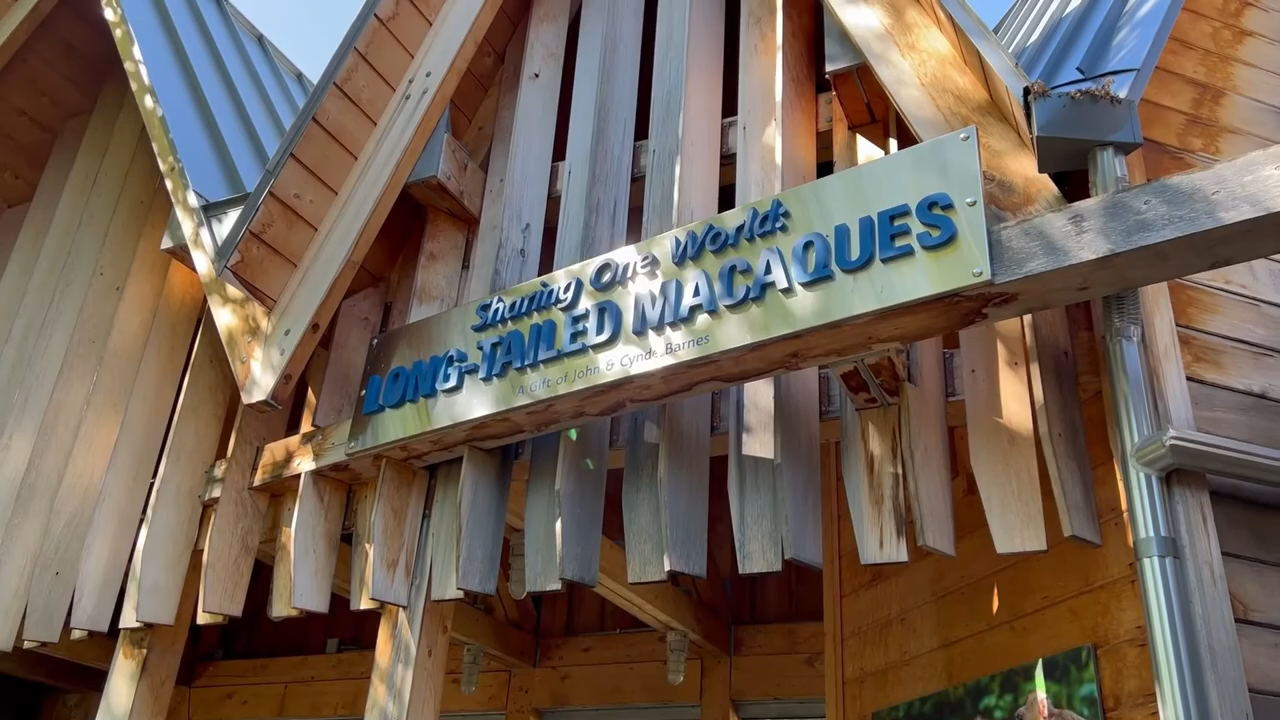 Sharing One World:
LONG-TAILED MACAQUES
A Gift of John & Cynde Barnes